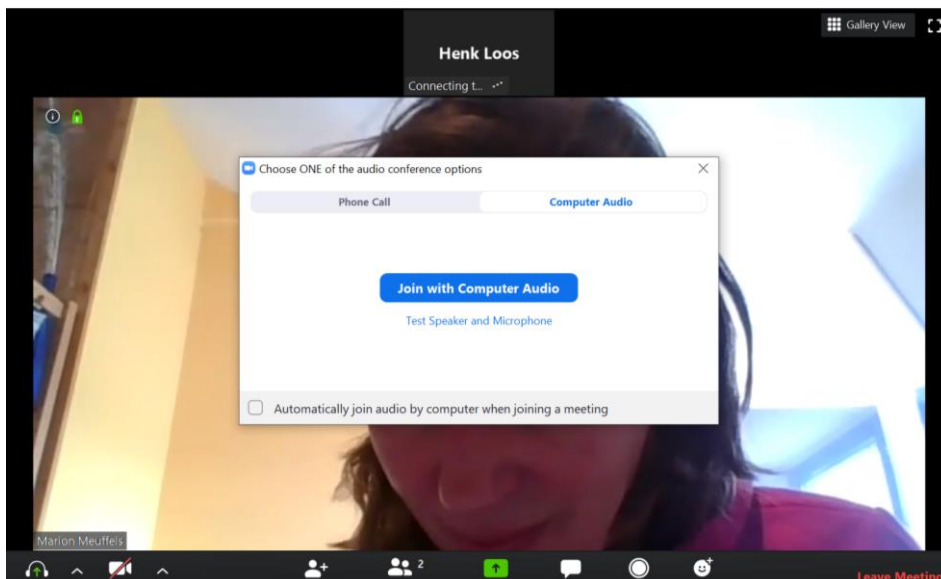 Gallery View
Henk Loos
Connecting t...
Choose ONE of the audio conference options
Phone Call
Computer Audio
Join with Computer Audio
Test Speaker and Microphone
Automatically join audio by computer when joining a meeting
Marion Meuffels
2
Leave Meeting